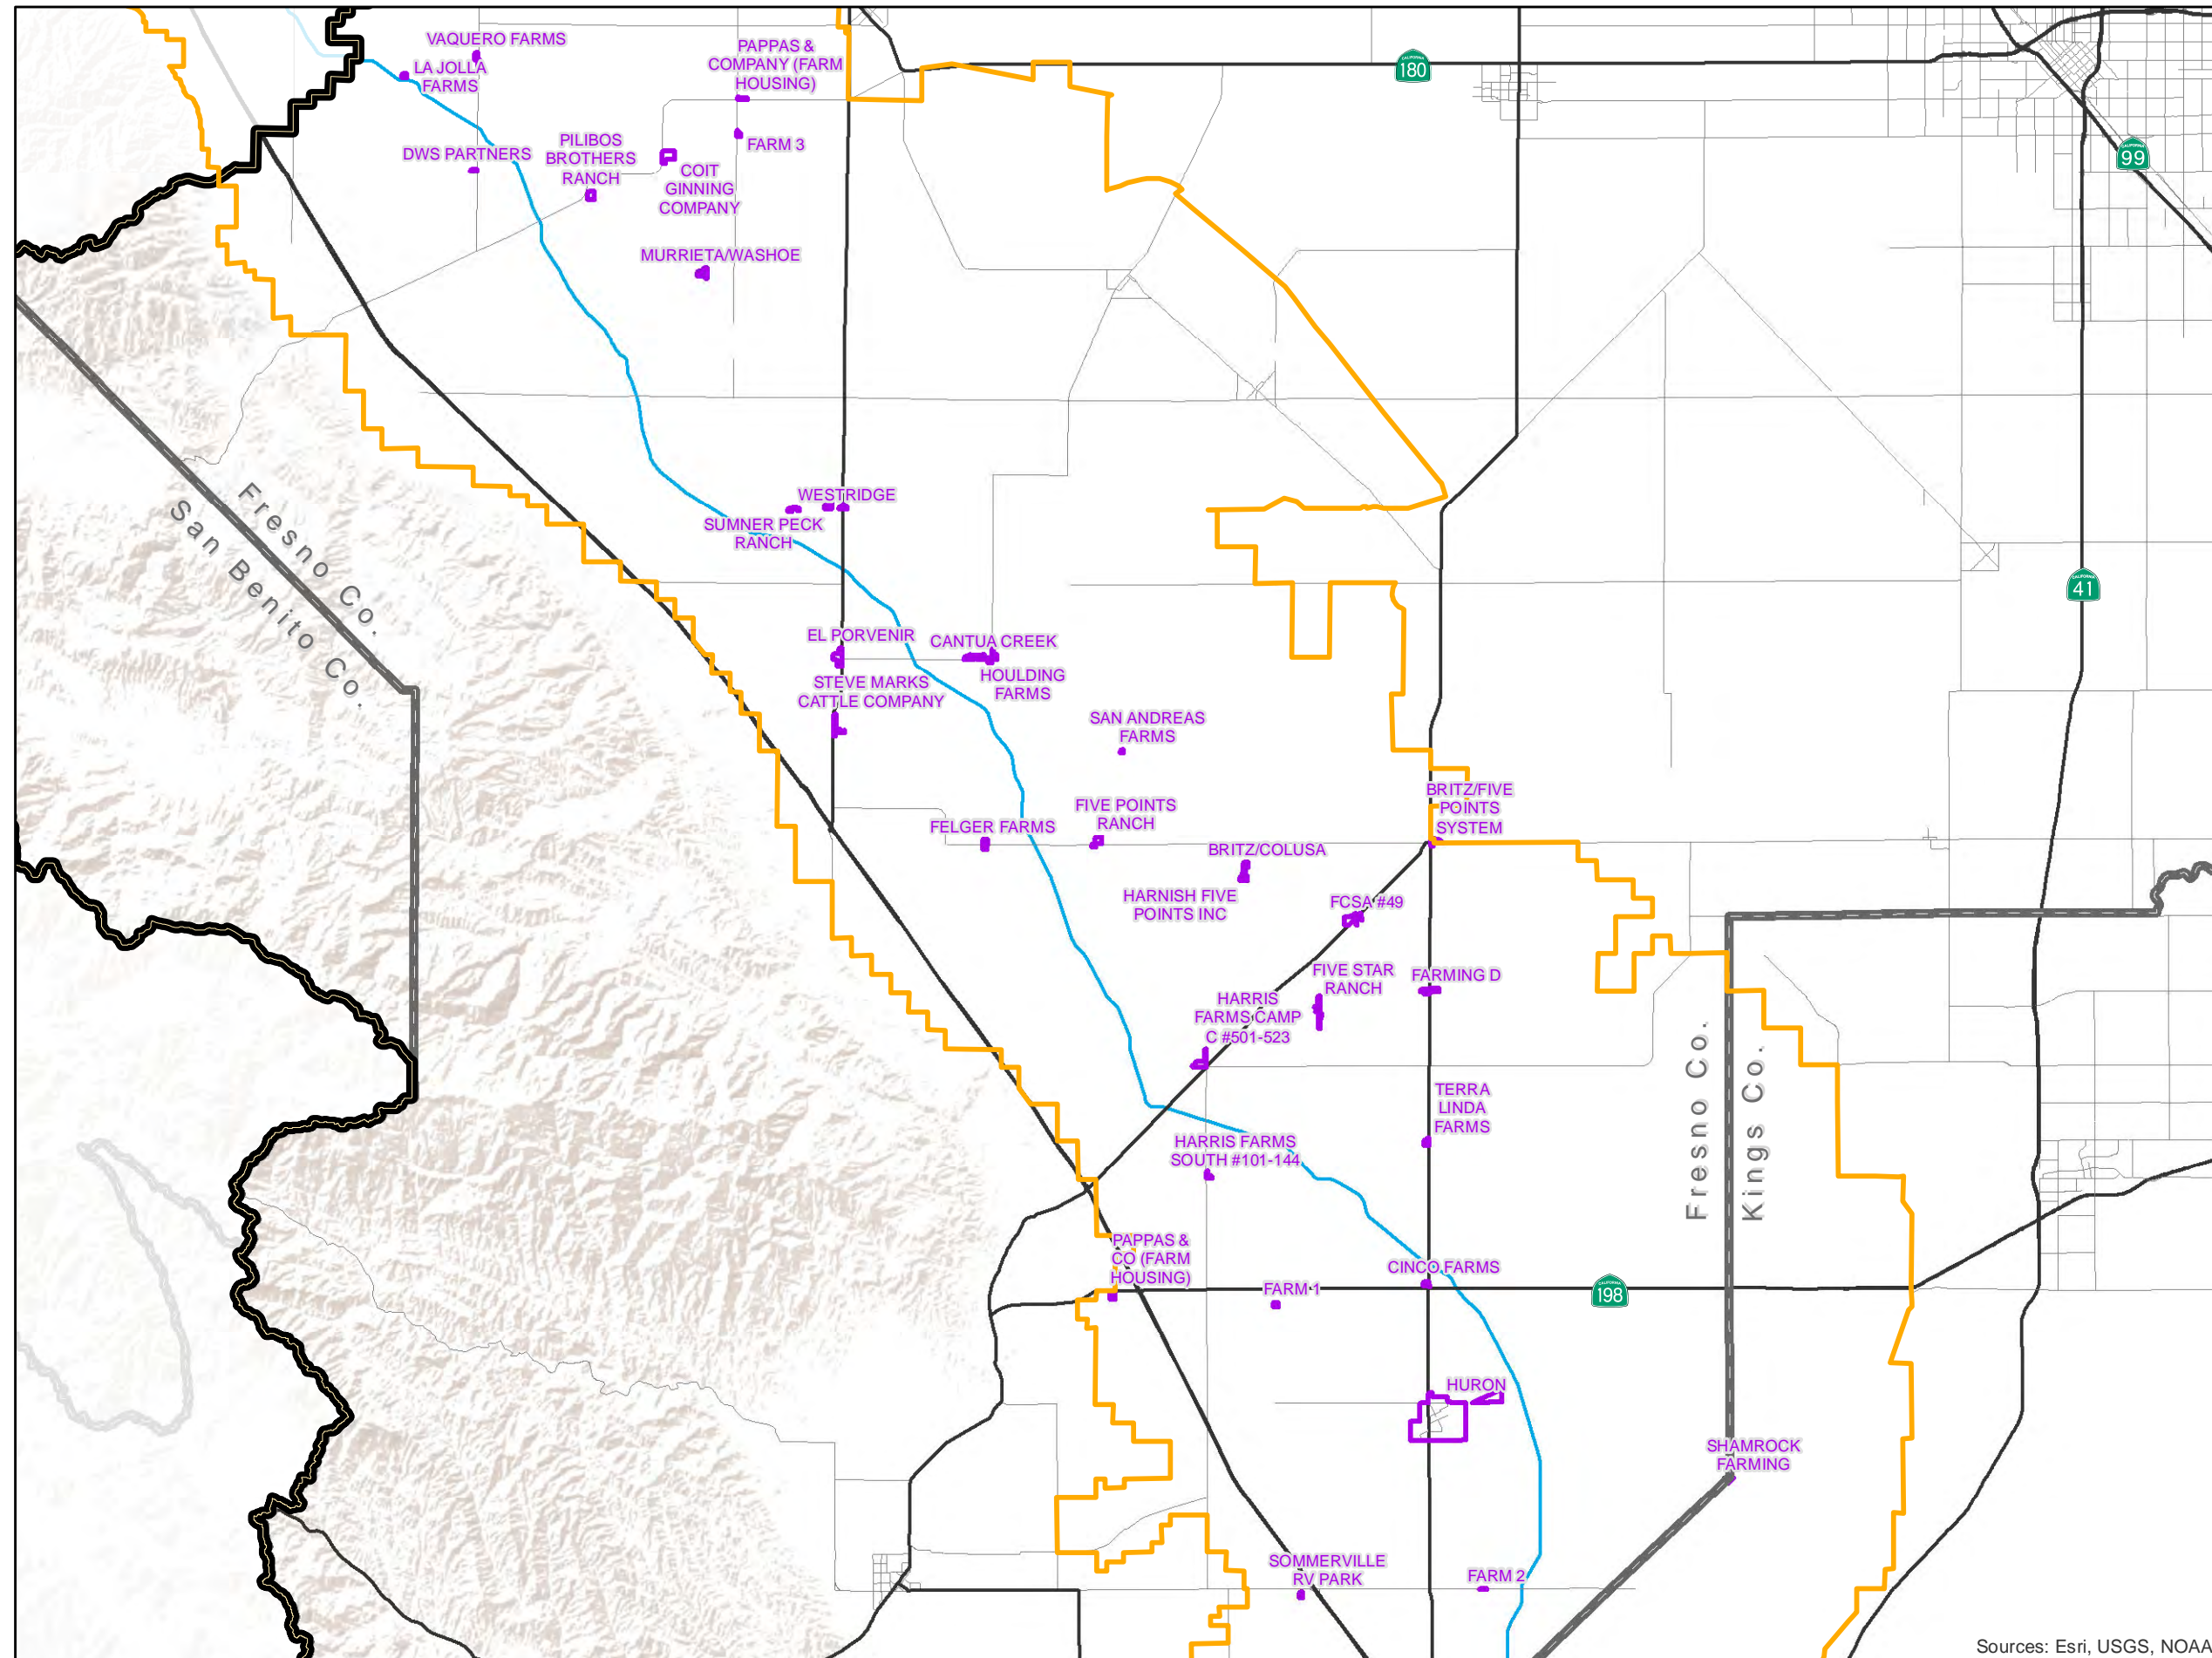 VAQUERO FARMS
LA JOLLA
FARMS
PAPPAS &
COMPANY (FARM
HOUSING)
CALIFORNIA
180
CALIFORNIA
99
FARM 3
DWS PARTNERS
PILIBOS
BROTHERS
RANCH
COIT
GINNING
COMPANY
MURRIETA/WASHOE
WESTRIDGE
SUMNER PECK
RANCH
Fresno Co.
San Benito Co.
CALIFORNIA
41
EL PORVENIR
CANTUA CREEK
HOULDING
FARMS
STEVE MARKS
CATTLE COMPANY
SAN ANDREAS
FARMS
BRITZ/FIVE
POINTS
SYSTEM
FIVE POINTS
RANCH
FELGER FARMS
BRITZ/COLUSA
HARNISH FIVE
POINTS INC
FCSA #49
FIVE STAR
RANCH
FARMING D
HARRIS
FARMS CAMP
C #501-523
TERRA
LINDA
FARMS
Fresno Co.
Kings Co.
HARRIS FARMS
SOUTH #101-144
PAPPAS &
CO (FARM
HOUSING)
CINCO FARMS
FARM 1
CALIFORNIA
198
HURON
SHAMROCK
FARMING
SOMMERVILLE
RV PARK
FARM 2
Sources: Esri, USGS, NOAA